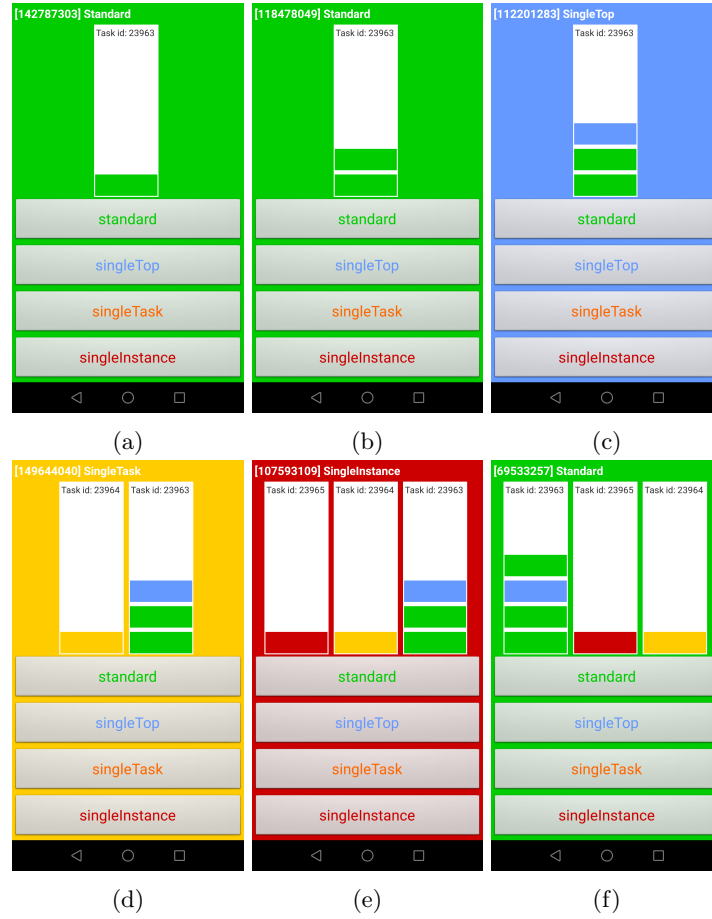 [142787303] Standard
Task id: 23963
standard
singleTop
singleTask
singleInstance
(a)
[118478049] Standard
Task id: 23963
standard
singleTop
singleTask
singleInstance
(b)
[112201283] SingleTop
Task id: 23963
standard
singleTop
singleTask
singleInstance
(c)
[149644040] SingleTask
Task id: 23964 Task id: 23963
standard
singleTop
singleTask
singleInstance
(d)
[107593109] SingleInstance
Task id: 23965 Task id: 23964 Task id: 23963
standard
singleTop
singleTask
singleInstance
(e)
[69533257] Standard
Task id: 23963 Task id: 23965 Task id: 23964
standard
singleTop
singleTask
singleInstance
(f)